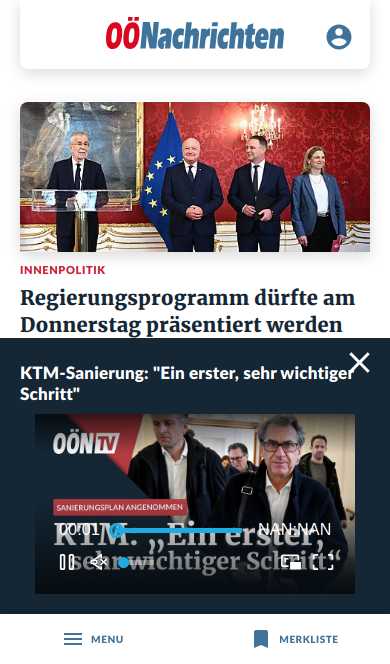 OÖNachrichten
INNENPOLITIK
Regierungsprogramm dürfte am
Donnerstag präsentiert werden
KTM-Sanierung: "Ein erster, sehr wichtiger
Schritt"
OÖN TV
SANIERUNGSPLAN ANGENOMMEN
KTM: „Ein erster,
sehr wichtiger Schritt“
00:01
NAN:NAN
MENU
MERKLISTE